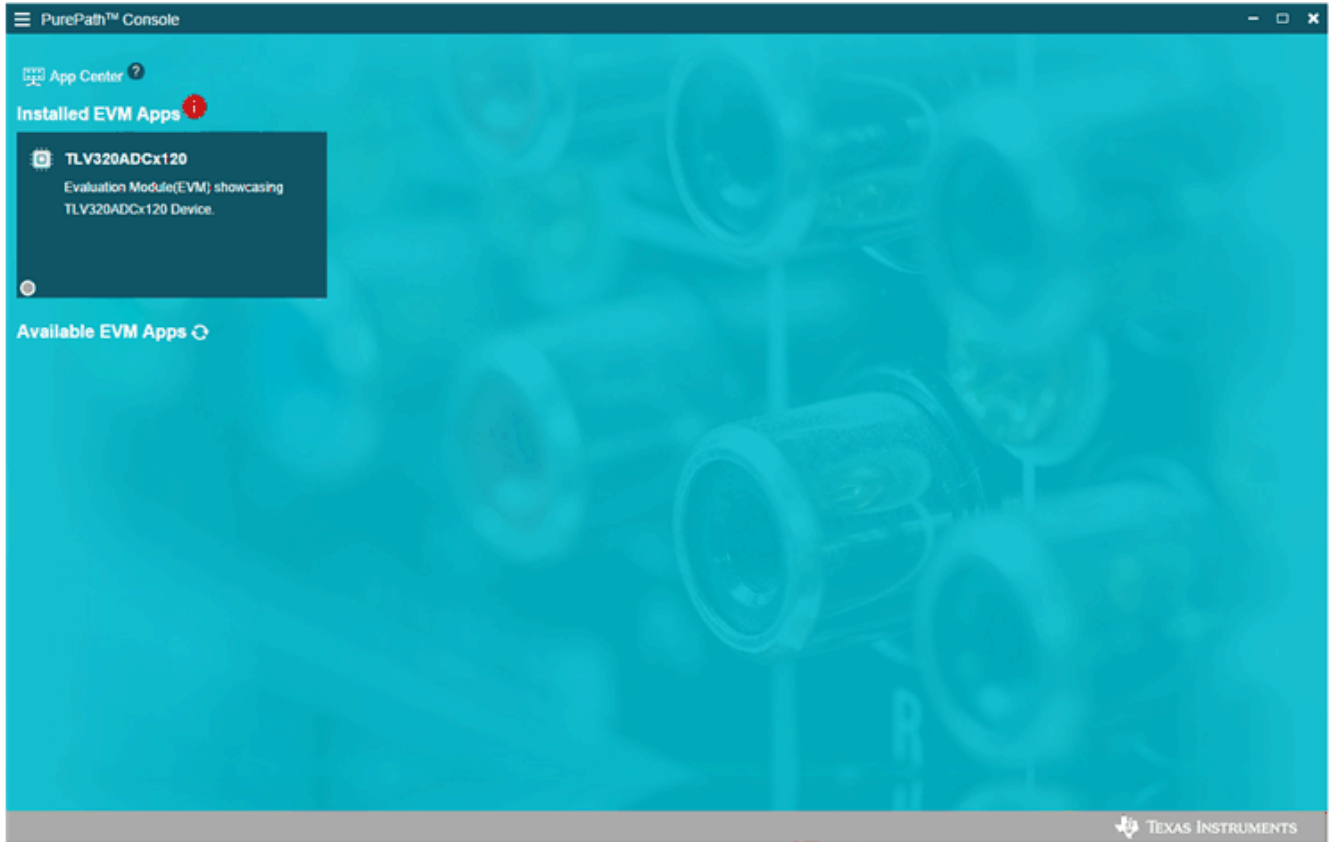 PurePath™ Console
App Center ?
Installed EVM Apps i
TLV320ADCx120
Evaluation Module(EVM) showcasing
TLV320ADCx120 Device.
Available EVM Apps
R
TEXAS INSTRUMENTS